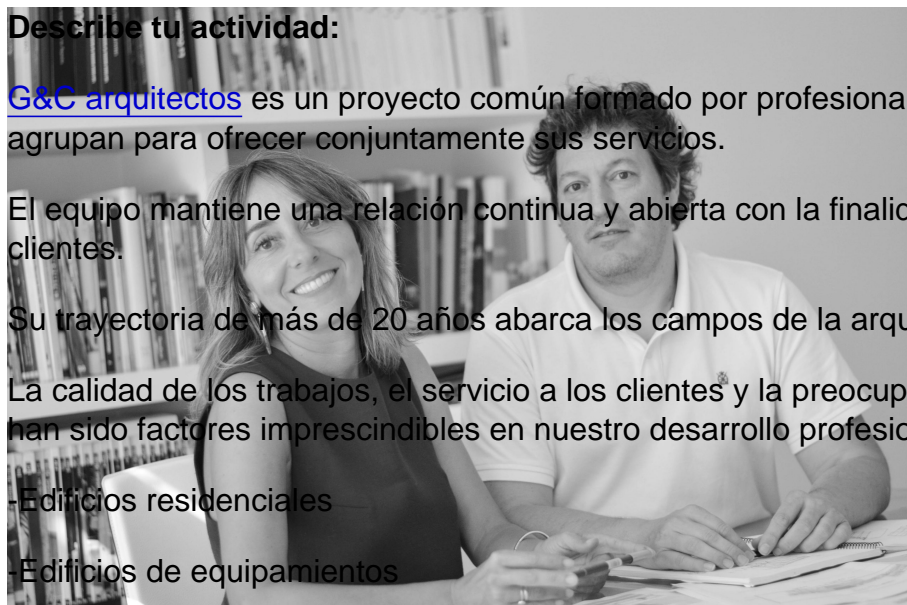 Describe tu actividad:
G&C arquitectos es un proyecto común formado por profesiona
agrupan para ofrecer conjuntamente sus servicios.
El equipo mantiene una relación continua y abierta con la finalid
clientes.
Su trayectoria de más de 20 años abarca los campos de la arqu
La calidad de los trabajos, el servicio a los clientes y la preocup
han sido factores imprescindibles en nuestro desarrollo profesio
-Edificios residenciales
-Edificios de equipamientos